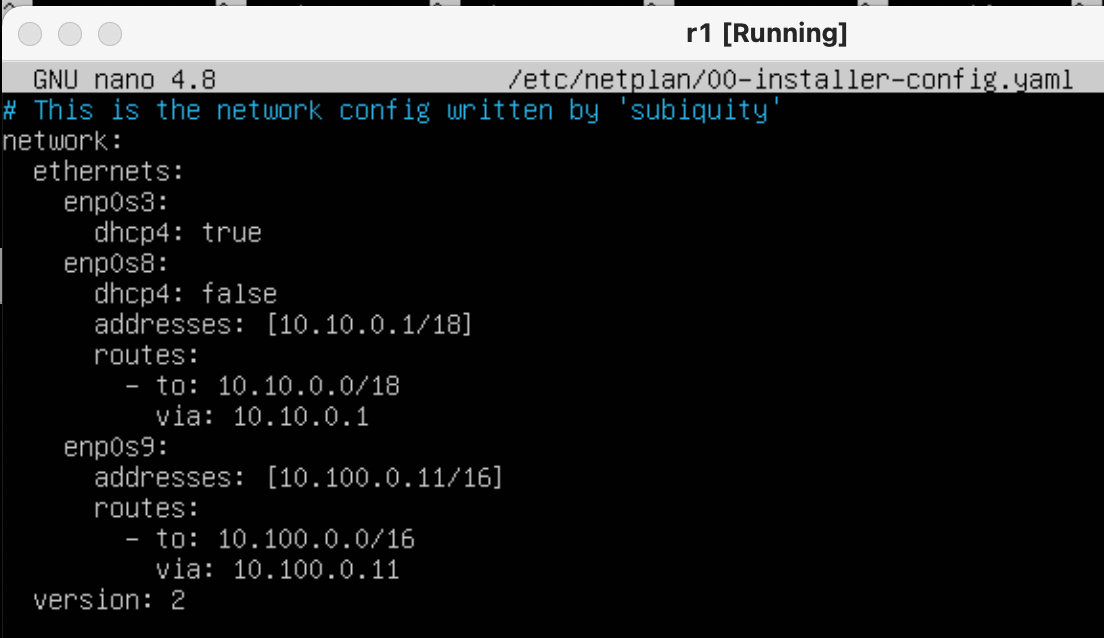 r1 [Running]
GNU nano 4.8 /etc/netplan/00-installer-config.yaml
# This is the network config written by 'subiquity'
network:
  ethernets:
    enp0s3:
      dhcp4: true
    enp0s8:
      dhcp4: false
      addresses: [10.10.0.1/18]
      routes:
        - to: 10.10.0.0/18
          via: 10.10.0.1
    enp0s9:
      addresses: [10.100.0.11/16]
      routes:
        - to: 10.100.0.0/16
          via: 10.100.0.11
  version: 2